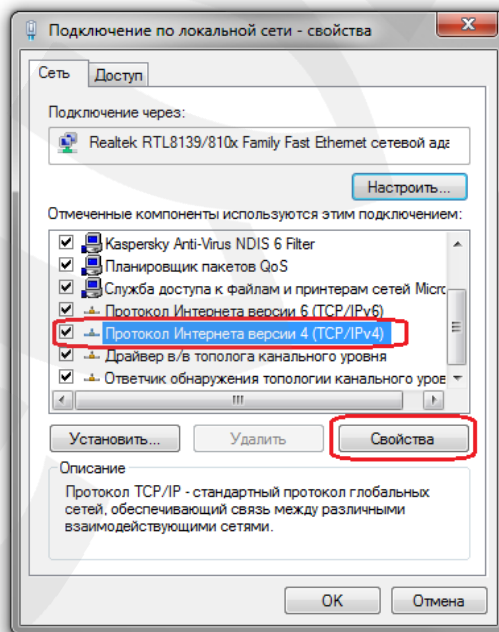 Подключение по локальной сети - свойства
Сеть
Доступ
Подключение через:
Realtek RTL8139/810x Family Fast Ethernet сетевой ада
Настроить...
Отмеченные компоненты используются этим подключением:
Kaspersky Anti-Virus NDIS 6 Filter
Планировщик пакетов QoS
Служба доступа к файлам и принтерам сетей Micro
Протокол Интернета версии 6 (TCP/IPv6)
Протокол Интернета версии 4 (TCP/IPv4)
Драйвер в/в тополога канального уровня
Ответчик обнаружения топологии канального уров
Установить...
Удалить
Свойства
Описание
Протокол TCP/IP - стандартный протокол глобальных
сетей, обеспечивающий связь между различными
взаимодействующими сетями.
OK
Отмена